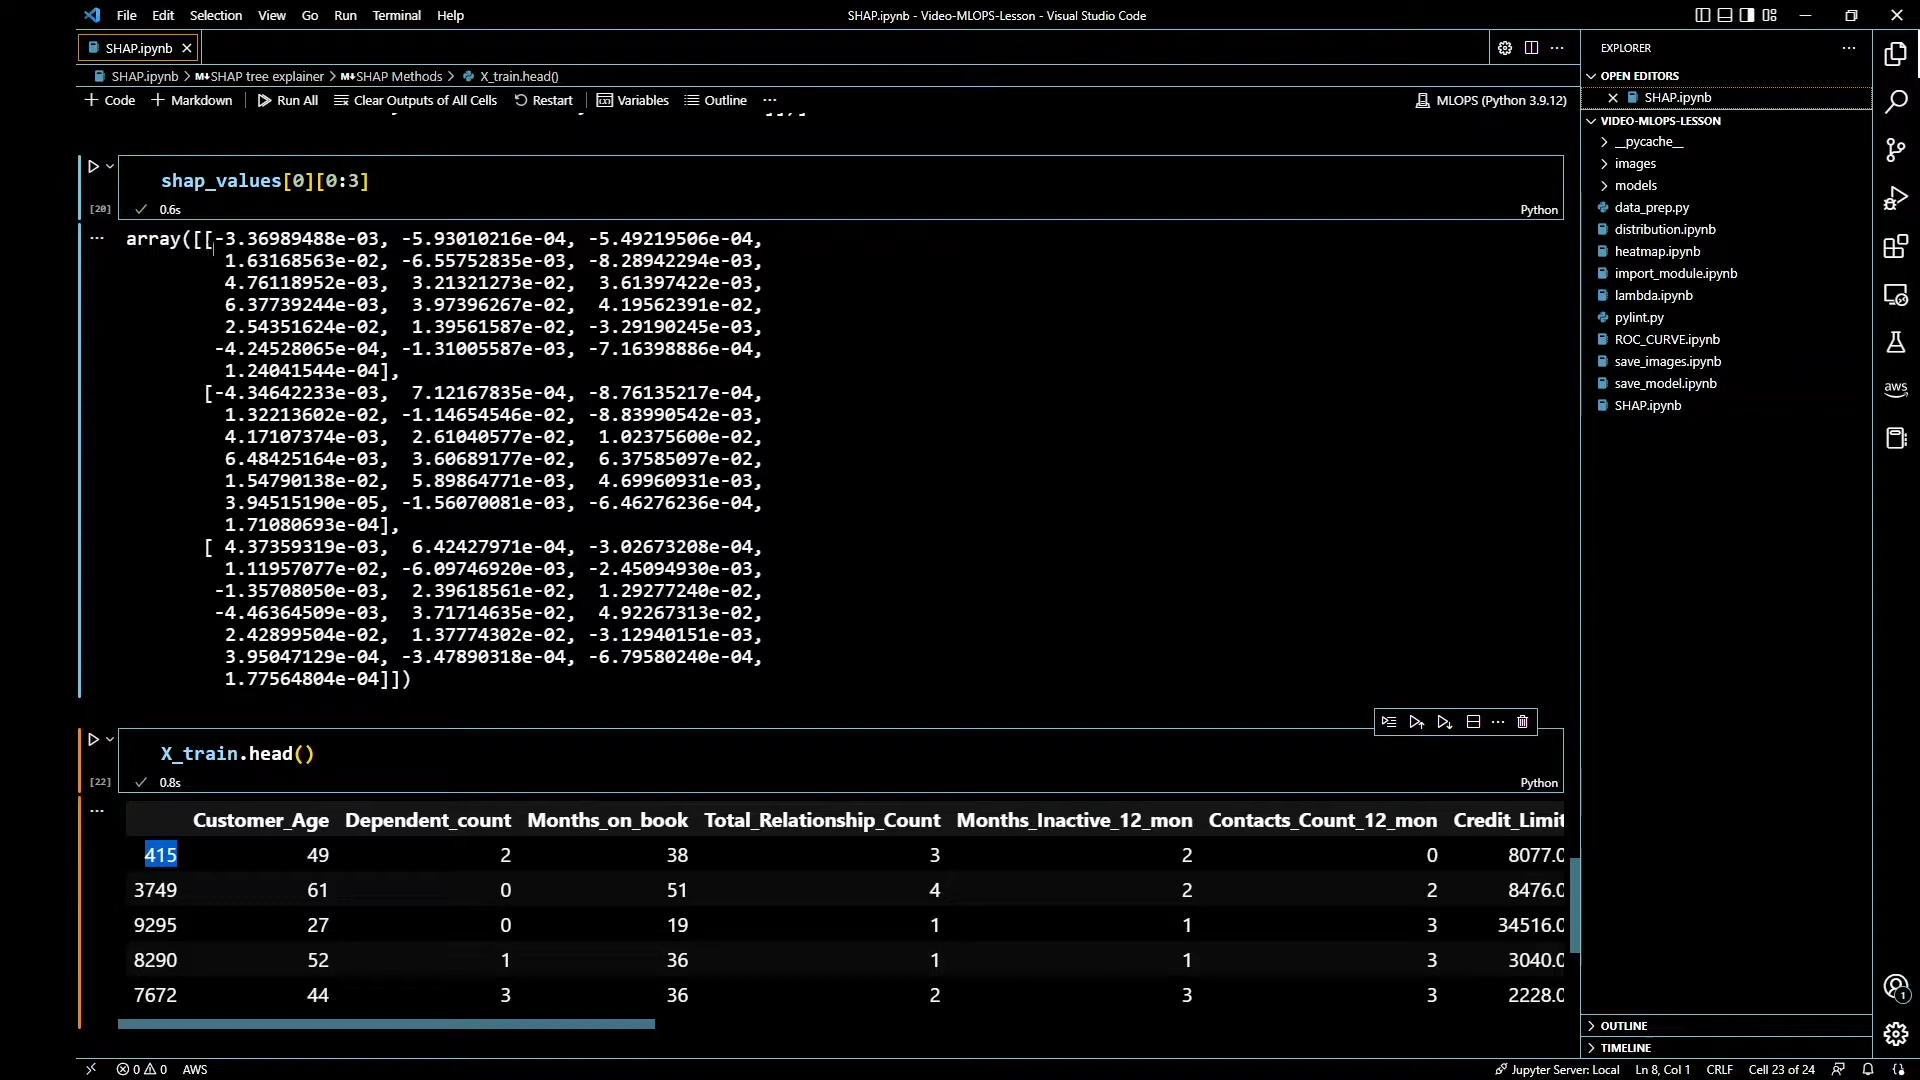 File Edit Selection View Go Run Terminal Help
SHAP.ipynb - Video-MLOPS-Lesson - Visual Studio Code
SHAP.ipynb
SHAP.ipynb > M↓SHAP tree explainer > M↓SHAP Methods > X_train.head()
+ Code + Markdown Run All Clear Outputs of All Cells Restart Variables Outline ...
MLOPS (Python 3.9.12)
shap_values[0][0:3]
[20] 0.6s Python
array([[-3.36989488e-03, -5.93010216e-04, -5.49219506e-04,
1.63168563e-02, -6.55752835e-03, -8.28942294e-03,
4.76118952e-03, 3.21321273e-02, 3.61397422e-03,
6.37739244e-03, 3.97396267e-02, 4.19562391e-02,
2.54351624e-02, 1.39561587e-02, -3.29190245e-03,
-4.24528065e-04, -1.31005587e-03, -7.16398886e-04,
1.24041544e-04],
[-4.34642233e-03, 7.12167835e-04, -8.76135217e-04,
1.32213602e-02, -1.14654546e-02, -8.83990542e-03,
4.17107374e-03, 2.61040577e-02, 1.02375600e-02,
6.48425164e-03, 3.60689177e-02, 6.37585097e-02,
1.54790138e-02, 5.89864771e-03, 4.69960931e-03,
3.94515190e-05, -1.56070081e-03, -6.46276236e-04,
1.71080693e-04],
[ 4.37359319e-03, 6.42427971e-04, -3.02673208e-04,
1.11957077e-02, -6.09746920e-03, -2.45094930e-03,
-1.35708050e-03, 2.39618561e-02, 1.29277240e-02,
-4.46364509e-03, 3.71714635e-02, 4.92267313e-02,
2.42899504e-02, 1.37774302e-02, -3.12940151e-03,
3.95047129e-04, -3.47890318e-04, -6.79580240e-04,
1.77564804e-04]])
X_train.head()
[22] 0.8s Python
Customer_Age Dependent_count Months_on_book Total_Relationship_Count Months_Inactive_12_mon Contacts_Count_12_mon Credit_Limit
415 49 2 38 3 2 0 8077.0
3749 61 0 51 4 2 2 8476.0
9295 27 0 19 1 1 3 34516.0
8290 52 1 36 1 1 3 3040.0
7672 44 3 36 2 3 3 2228.0
EXPLORER
OPEN EDITORS
SHAP.ipynb
VIDEO-MLOPS-LESSON
__pycache__
images
models
data_prep.py
distribution.ipynb
heatmap.ipynb
import_module.ipynb
lambda.ipynb
pylint.py
ROC_CURVE.ipynb
save_images.ipynb
save_model.ipynb
SHAP.ipynb
OUTLINE
TIMELINE
aws
1
0 0 AWS
Jupyter Server: Local Ln 8, Col 1 CRLF Cell 23 of 24